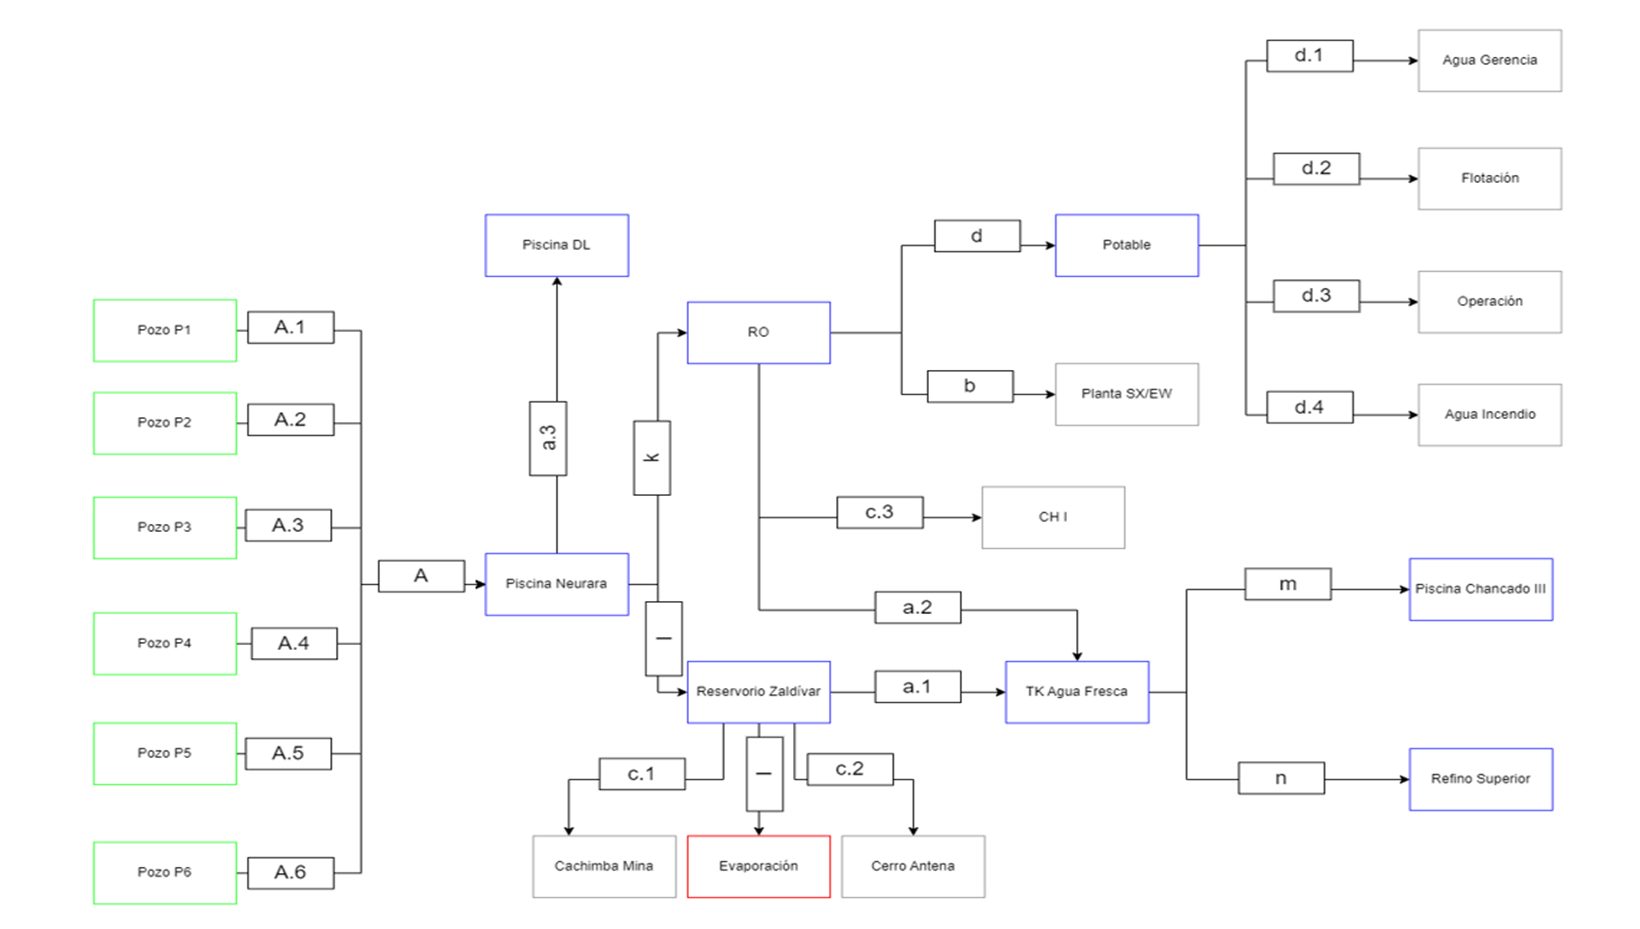 d.1
Agua Gerencia
d.2
Flotación
Piscina DL
d
Potable
d.3
Operación
Pozo P1
A.1
RO
b
Planta SX/EW
d.4
Agua Incendio
Pozo P2
A.2
a.3
k
Pozo P3
A.3
c.3
CH I
A
Piscina Neurara
m
Piscina Chancado III
a.2
Pozo P4
A.4
l
Reservorio Zaldívar
a.1
TK Agua Fresca
Pozo P5
A.5
c.1
l
c.2
n
Refino Superior
Pozo P6
A.6
Cachimba Mina
Evaporación
Cerro Antena